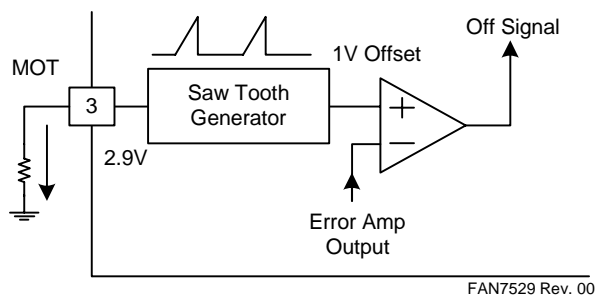 Off Signal
1V Offset
MOT
3
Saw Tooth
Generator
+
−
2.9V
Error Amp
Output
FAN7529 Rev. 00